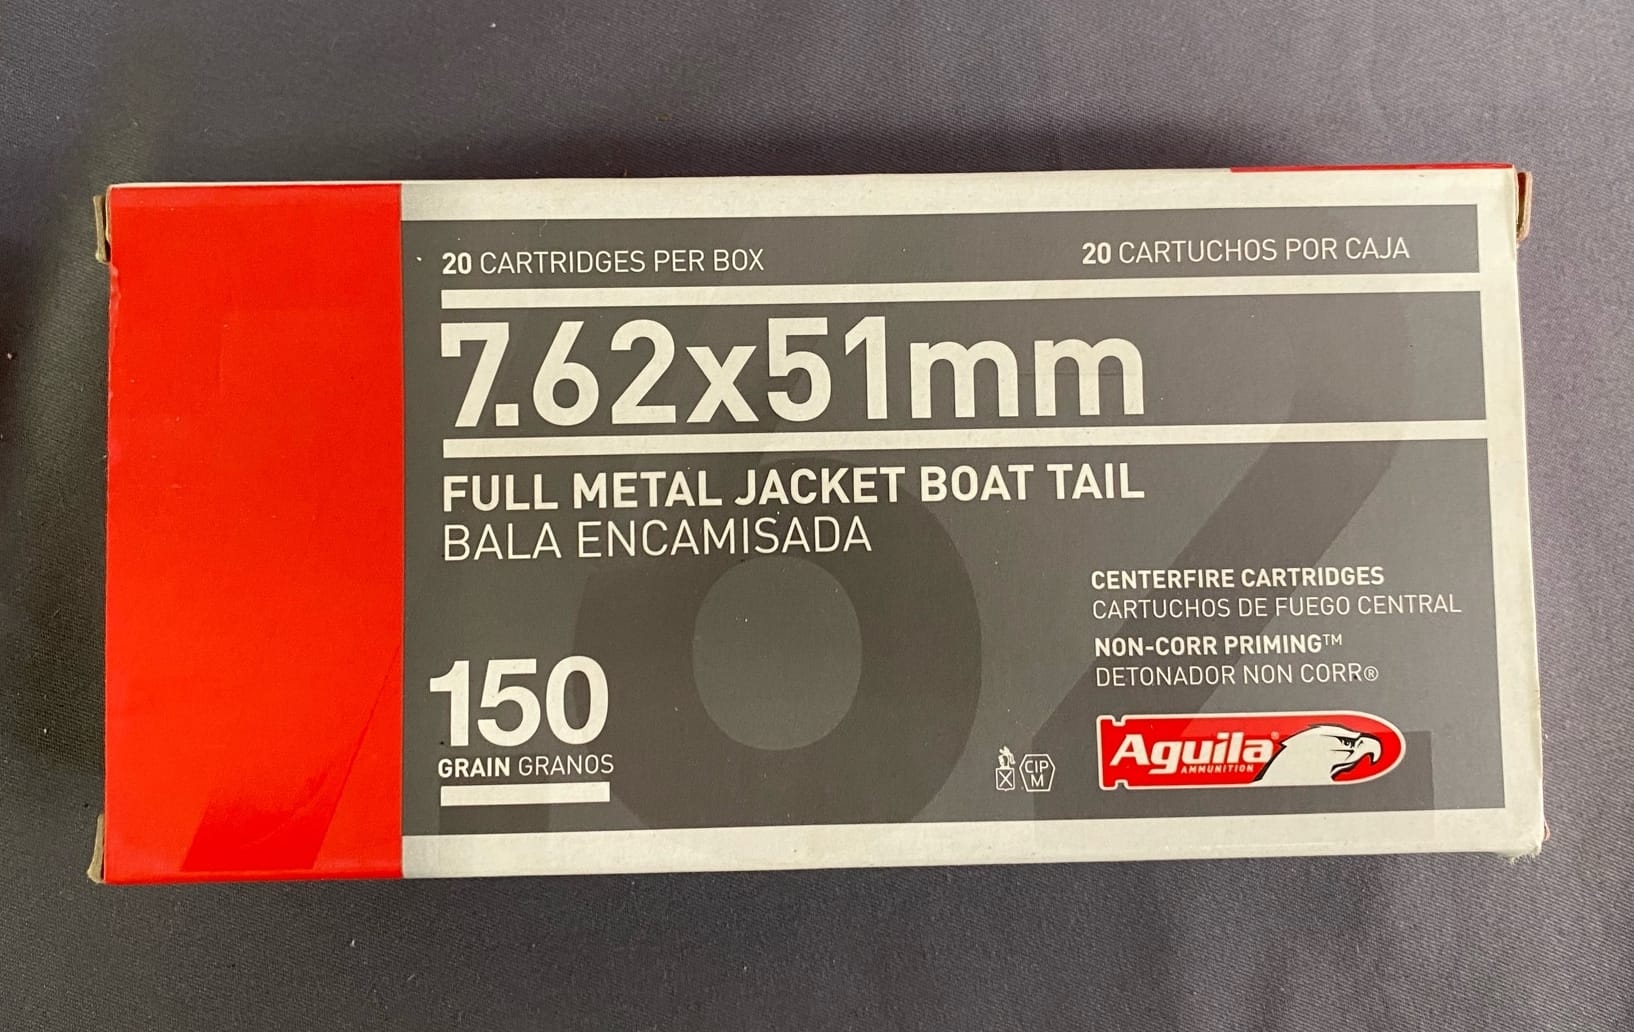 20 CARTRIDGES PER BOX
20 CARTUCHOS POR CAJA
7.62x51mm
FULL METAL JACKET BOAT TAIL
BALA ENCAMISADA
CENTERFIRE CARTRIDGES
CARTUCHOS DE FUEGO CENTRAL
NON-CORR PRIMING™
DETONADOR NON CORR®
150
GRAIN GRANOS
CIP
M
Aguila®
AMMUNITION